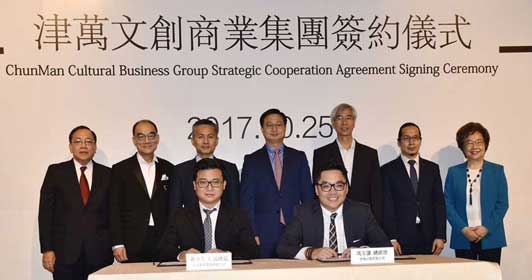 津萬文創商業集團簽約儀式
ChunMan Cultural Business Group Strategic Cooperation Agreement Signing Ceremony
2017.10.25